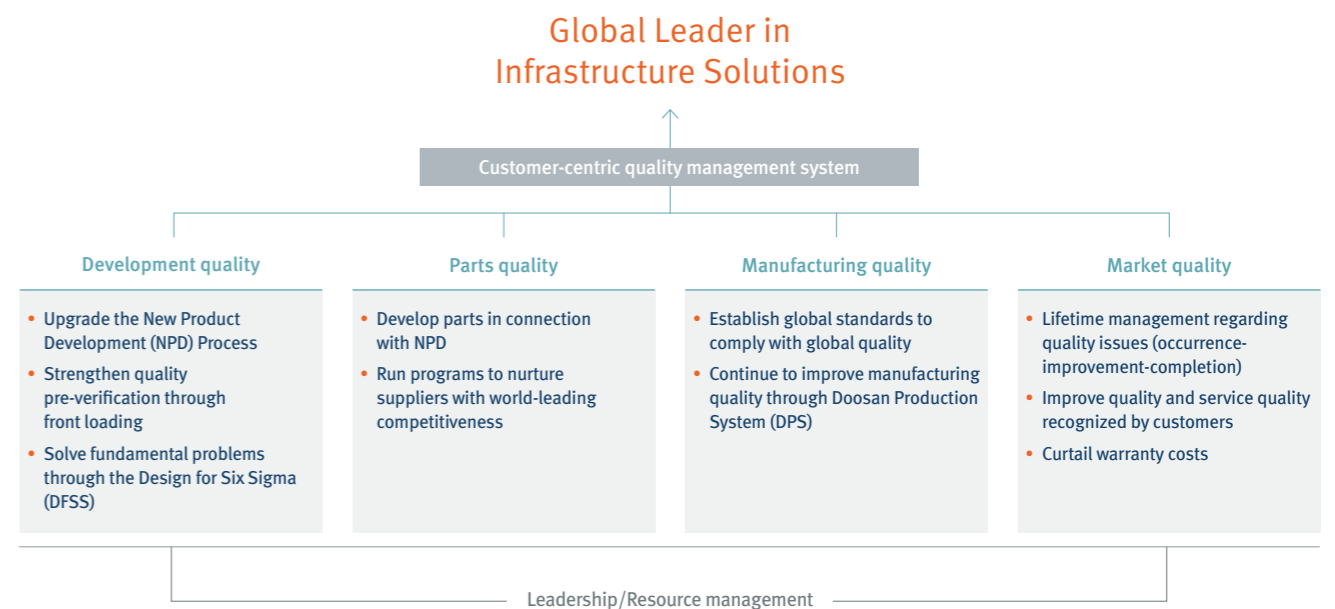 Global Leader in
Infrastructure Solutions
Customer-centric quality management system
Development quality
• Upgrade the New Product
Development (NPD) Process
• Strengthen quality
pre-verification through
front loading
• Solve fundamental problems
through the Design for Six Sigma
(DFSS)
Parts quality
• Develop parts in connection
with NPD
• Run programs to nurture
suppliers with world-leading
competitiveness
Manufacturing quality
• Establish global standards to
comply with global quality
• Continue to improve manufacturing
quality through Doosan Production
System (DPS)
Market quality
• Lifetime management regarding
quality issues (occurrence-
improvement-completion)
• Improve quality and service quality
recognized by customers
• Curtail warranty costs
Leadership/Resource management